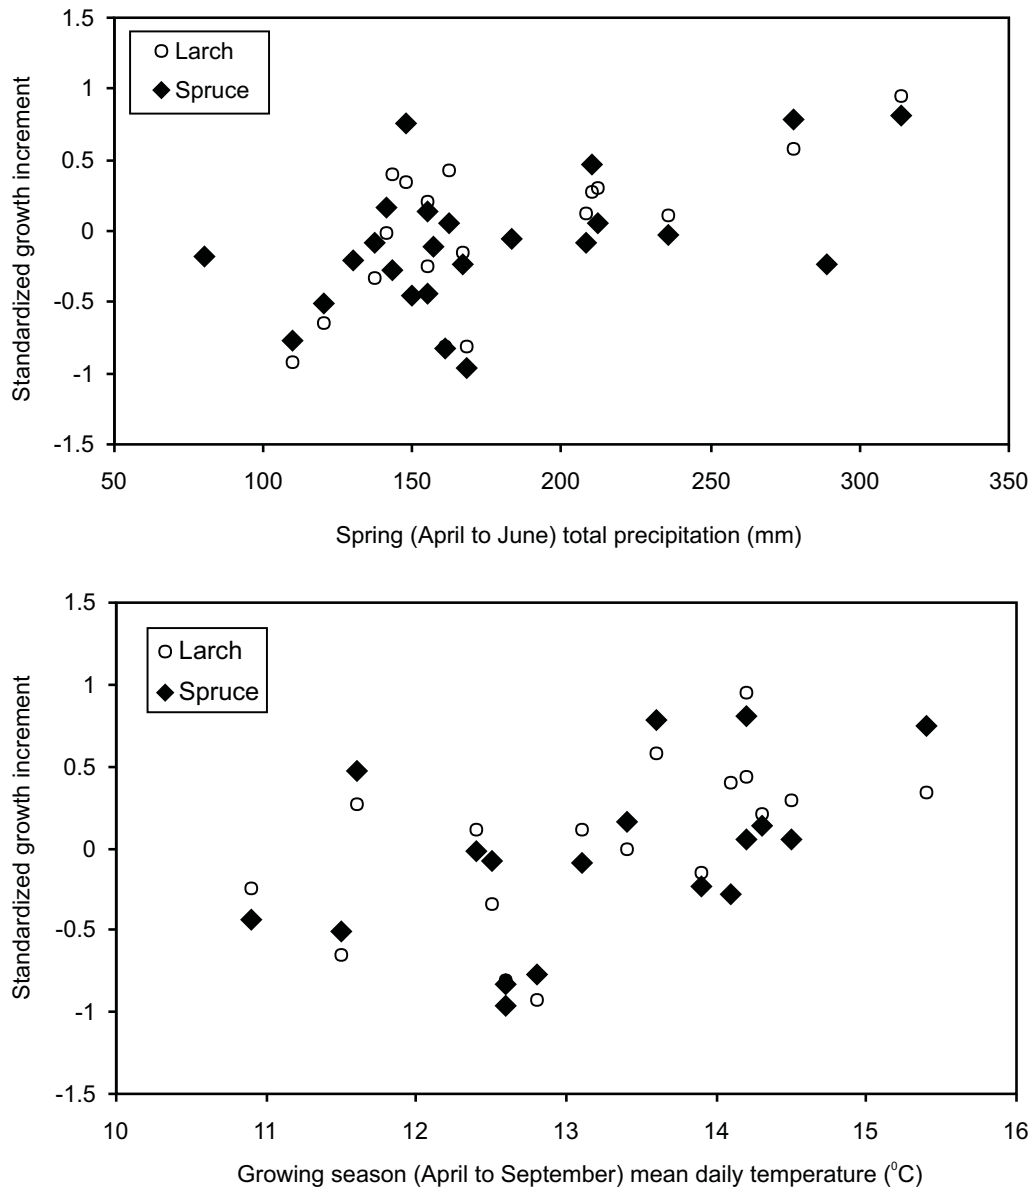 1.5
1
0.5
0
-0.5
-1
-1.5
Standardized growth increment
Larch
Spruce
50 100 150 200 250 300 350
Spring (April to June) total precipitation (mm)
1.5
1
0.5
0
-0.5
-1
-1.5
Standardized growth increment
Larch
Spruce
10 11 12 13 14 15 16
Growing season (April to September) mean daily temperature (⁰C)